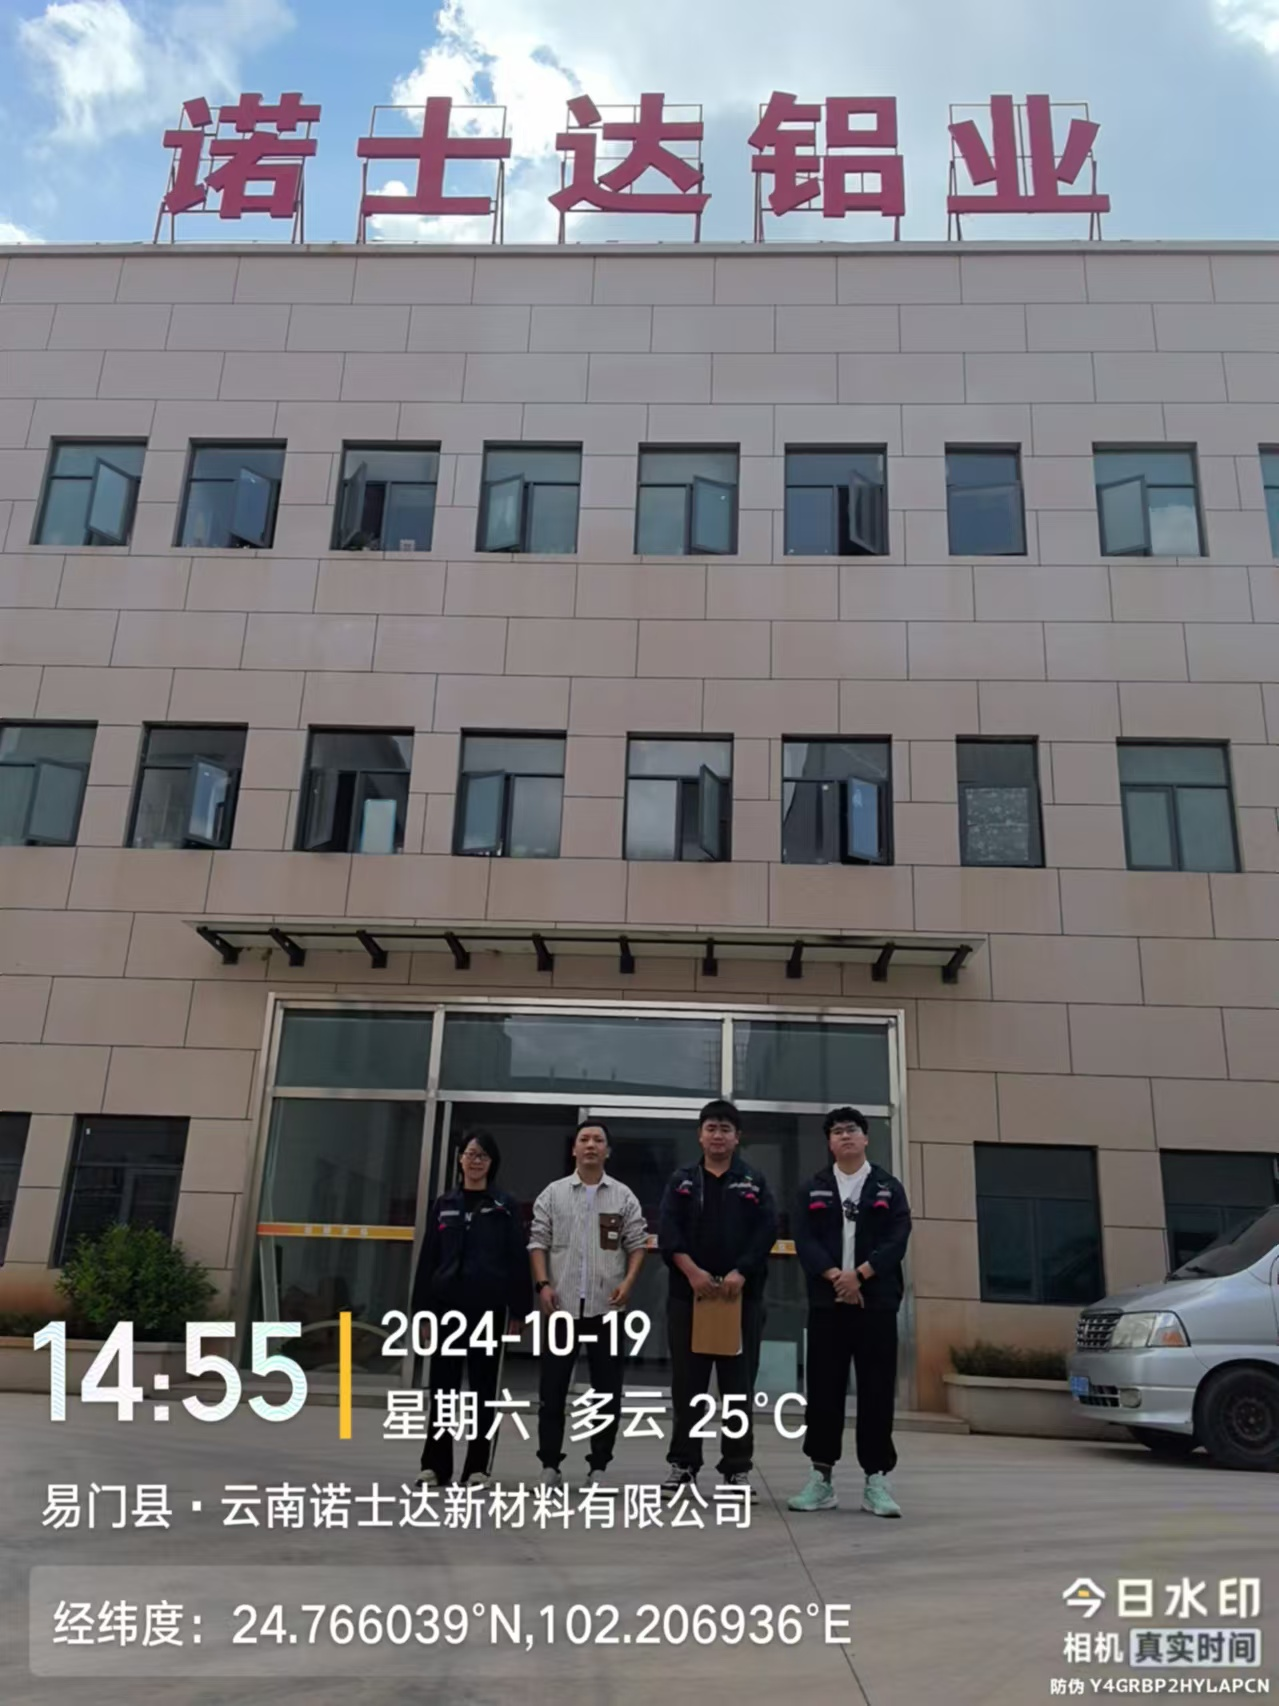 诺士达铝业
14:55
2024-10-19
星期六 多云 25°C
易门县·云南诺士达新材料有限公司
经纬度：24.766039°N,102.206936°E
今日水印
相机 真实时间
防伪 Y4GRBP2HYLAPCN